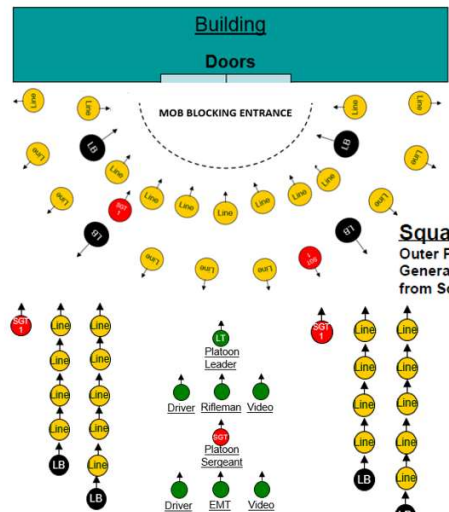 Building
Doors
MOB BLOCKING ENTRANCE
Line Line Line Line
LB LB
Line Line Line Line
Line Line Line Line Line Line Line Line
SGT 1
LB LB
Squa
Outer
Genera
from
Line Line Line SGT 1
SGT 1 Line Line SGT 1 Line Line
LT
Platoon
Leader
Line Line Line Line
Line Line Line Line
Driver Rifleman Video
Line Line Line Line
SGT
Platoon
Sergeant
LB Line LB Line
LB LB
Driver EMT Video